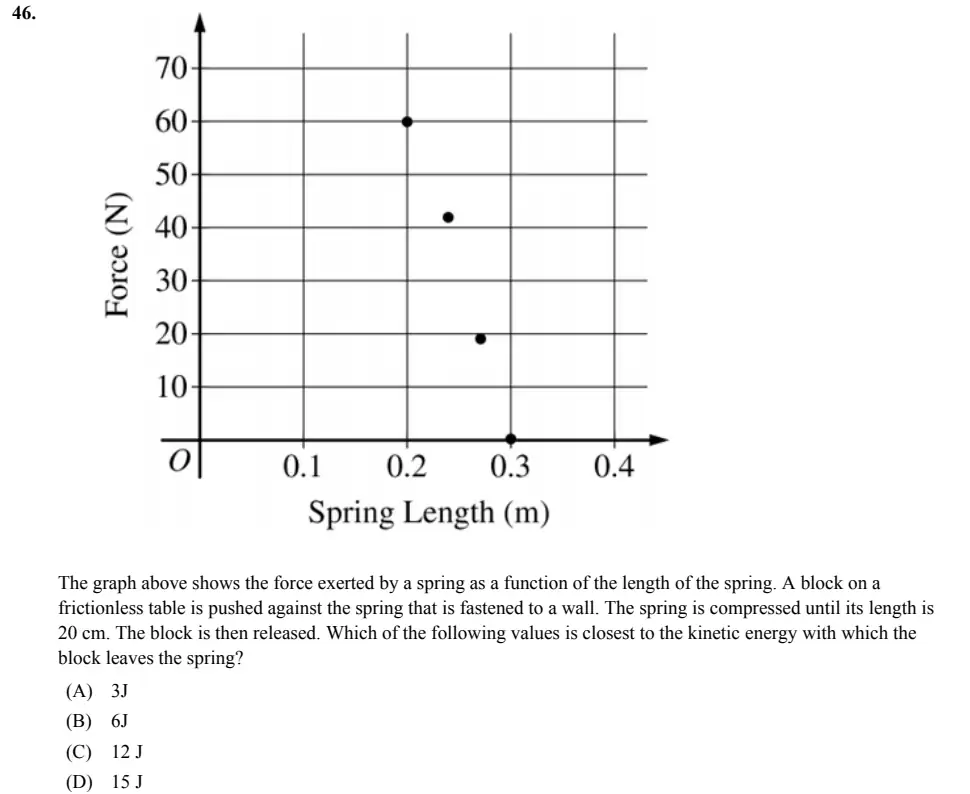 46.
70
60
50
40
30
20
10
Force (N)
O 0.1 0.2 0.3 0.4
Spring Length (m)
The graph above shows the force exerted by a spring as a function of the length of the spring. A block on a
frictionless table is pushed against the spring that is fastened to a wall. The spring is compressed until its length is
20 cm. The block is then released. Which of the following values is closest to the kinetic energy with which the
block leaves the spring?
(A) 3J
(B) 6J
(C) 12 J
(D) 15 J